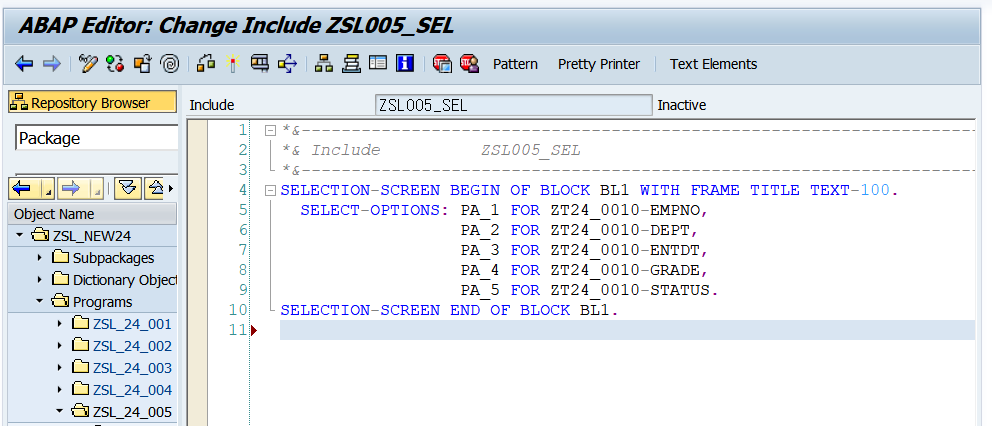 ABAP Editor: Change Include ZSL005_SEL
Pattern Pretty Printer Text Elements
Repository Browser
Package
Object Name
ZSL_NEW24
Subpackages
Dictionary Object
Programs
ZSL_24_001
ZSL_24_002
ZSL_24_003
ZSL_24_004
ZSL_24_005
Include ZSL005_SEL Inactive
1 *&---------------------------------------------------------------------
2 *& Include ZSL005_SEL
3 *&---------------------------------------------------------------------
4 SELECTION-SCREEN BEGIN OF BLOCK BL1 WITH FRAME TITLE TEXT-100.
5 SELECT-OPTIONS: PA_1 FOR ZT24_0010-EMPNO,
6 PA_2 FOR ZT24_0010-DEPT,
7 PA_3 FOR ZT24_0010-ENTDT,
8 PA_4 FOR ZT24_0010-GRADE,
9 PA_5 FOR ZT24_0010-STATUS.
10 SELECTION-SCREEN END OF BLOCK BL1.
11